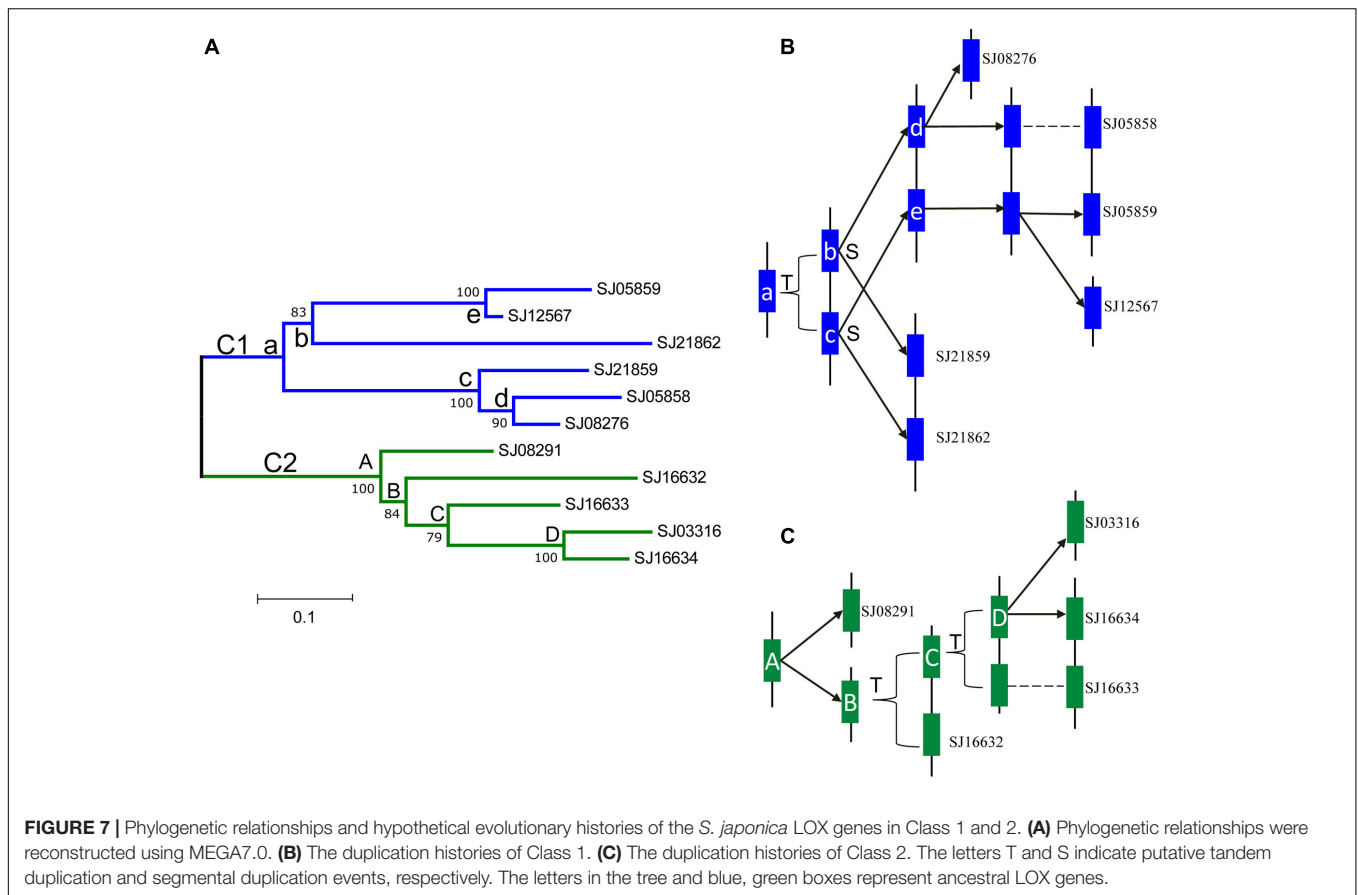 A
C1
a
b
83
100
e
SJ05859
SJ12567
SJ21862
c
100
d
90
SJ21859
SJ05858
SJ08276
C2
A
100
B
84
C
79
D
100
SJ08291
SJ16632
SJ16633
SJ03316
SJ16634
0.1
B
SJ08276
d
SJ05858
e
SJ05859
a
T
b
S
c
S
SJ12567
SJ21859
SJ21862
C
SJ03316
A
SJ08291
B
T
C
T
D
SJ16634
SJ16633
SJ16632
FIGURE 7 | Phylogenetic relationships and hypothetical evolutionary histories of the S. japonica LOX genes in Class 1 and 2. (A) Phylogenetic relationships were
reconstructed using MEGA7.0. (B) The duplication histories of Class 1. (C) The duplication histories of Class 2. The letters T and S indicate putative tandem
duplication and segmental duplication events, respectively. The letters in the tree and blue, green boxes represent ancestral LOX genes.